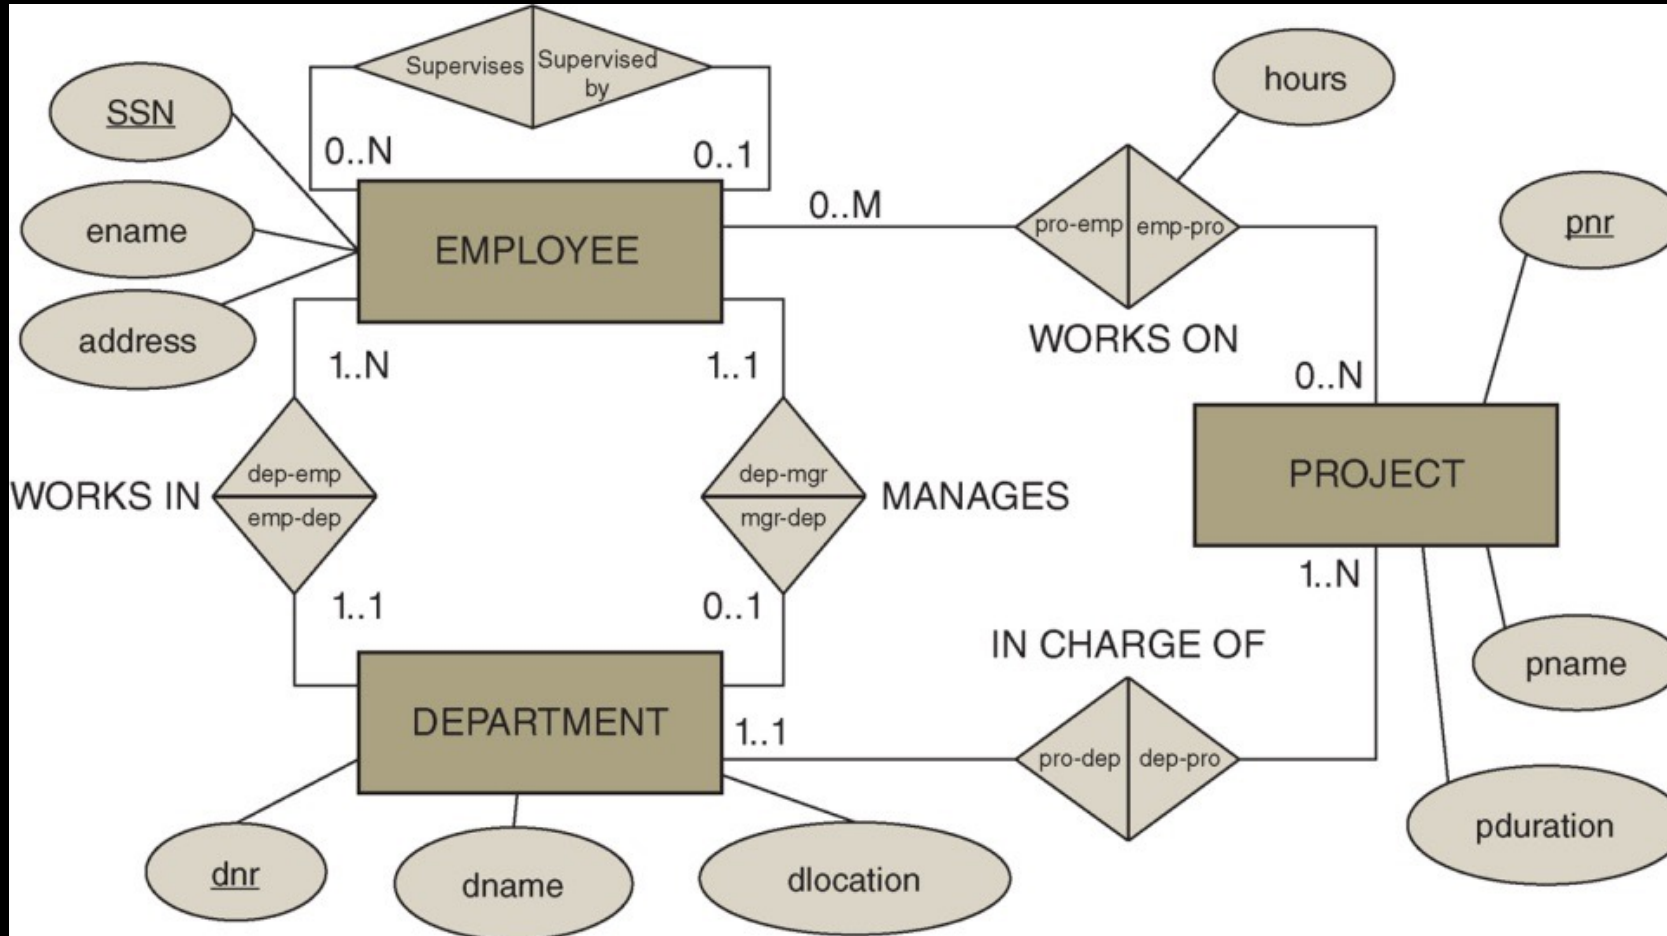 Supervises
Supervised
by
hours
SSN
0..N
0..1
pnr
ename
EMPLOYEE
0..M
pro-emp
emp-pro
address
WORKS ON
1..N
1..1
0..N
dep-emp
emp-dep
WORKS IN
dep-mgr
mgr-dep
MANAGES
PROJECT
1..1
0..1
1..N
IN CHARGE OF
pname
DEPARTMENT
1..1
pro-dep
dep-pro
pduration
dnr
dname
dlocation